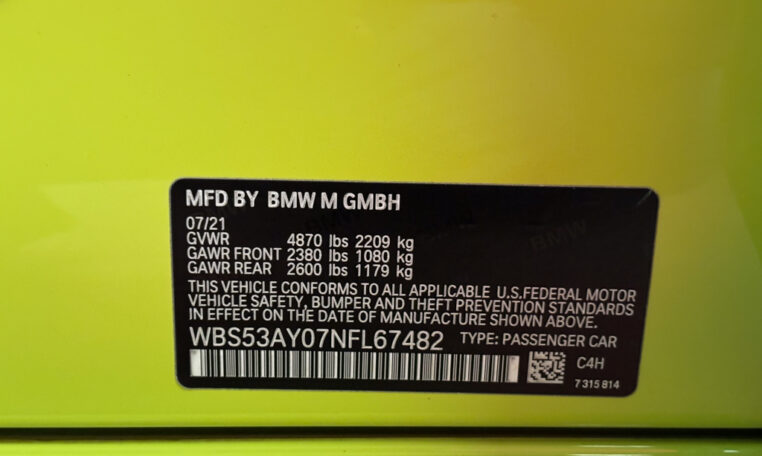 MFD BY BMW M GMBH
07/21
GVWR 4870 lbs 2209 kg
GAWR FRONT 2380 lbs 1080 kg
GAWR REAR 2600 lbs 1179 kg
THIS VEHICLE CONFORMS TO ALL APPLICABLE U.S.FEDERAL MOTOR
VEHICLE SAFETY, BUMPER AND THEFT PREVENTION STANDARDS
IN EFFECT ON THE DATE OF MANUFACTURE SHOWN ABOVE.
WBS53AY07NFL67482 TYPE: PASSENGER CAR
C4H
7 315 814